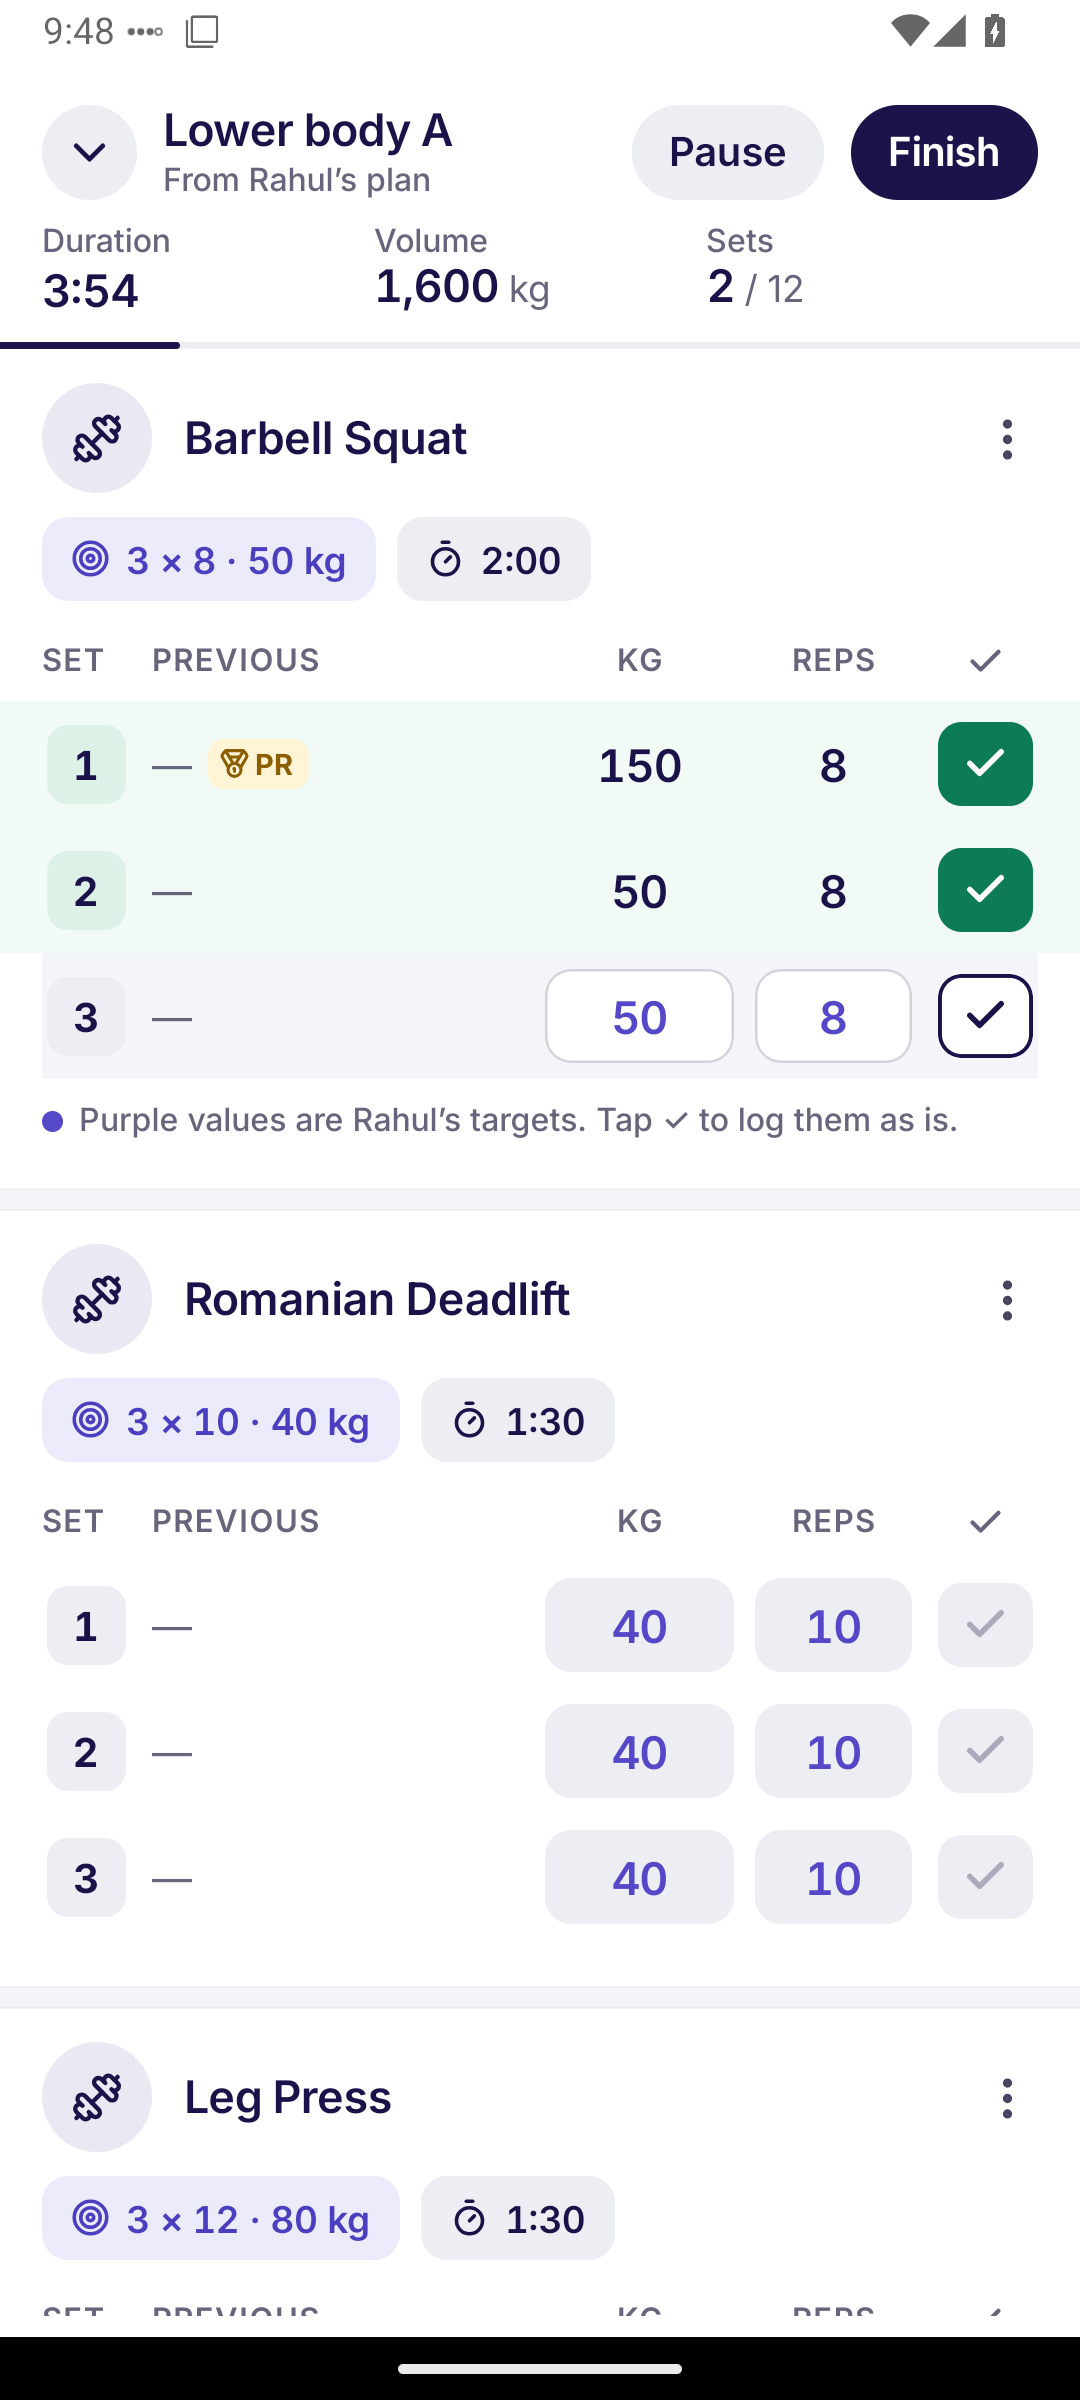 9:48
Lower body A
From Rahul's plan
Pause
Finish
Duration
Volume
Sets
3:54
1,600 kg
2 / 12
Barbell Squat
3 × 8 · 50 kg
2:00
SET PREVIOUS KG REPS ✓
1 — PR 150 8 ✓
2 — 50 8 ✓
3 — 50 8 ✓
Purple values are Rahul’s targets. Tap ✓ to log them as is.
Romanian Deadlift
3 × 10 · 40 kg
1:30
SET PREVIOUS KG REPS ✓
1 — 40 10 ✓
2 — 40 10 ✓
3 — 40 10 ✓
Leg Press
3 × 12 · 80 kg
1:30
SET PREVIOUS KG REPS ✓